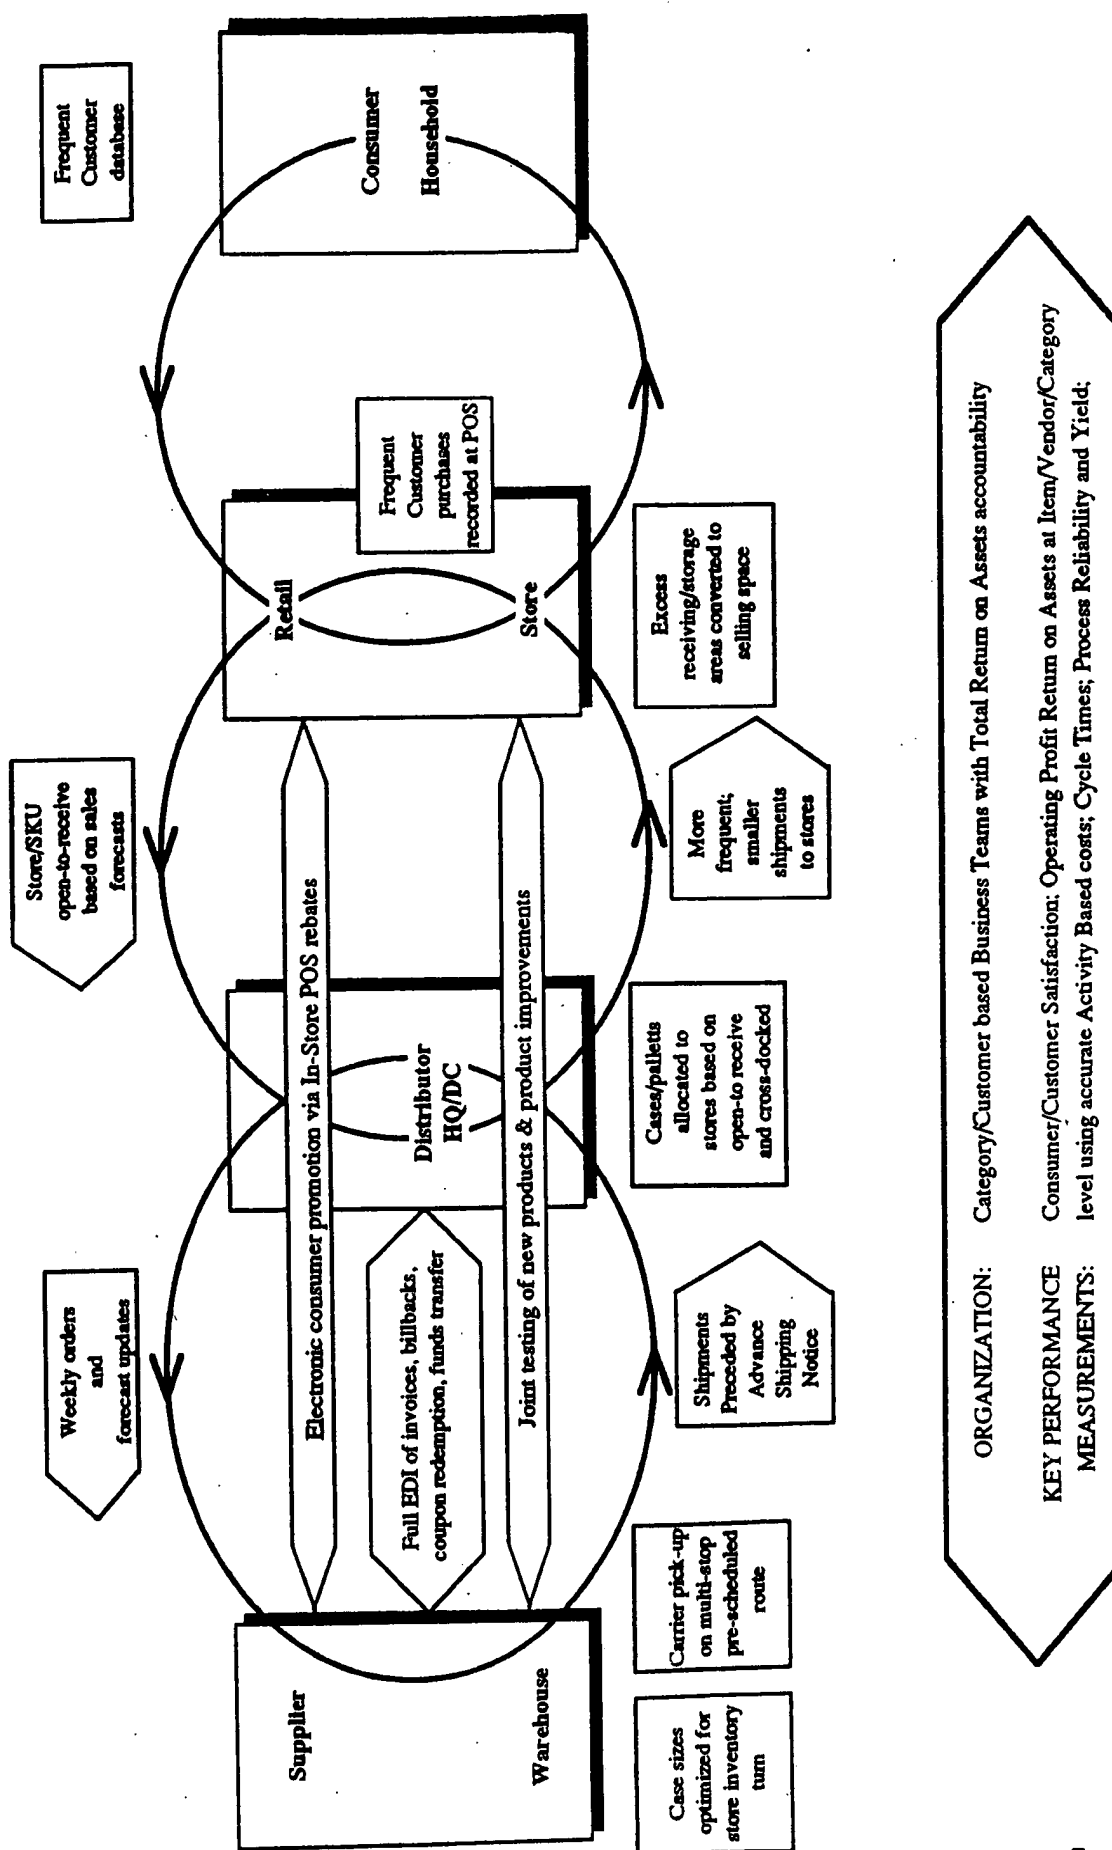 Weekly orders
and
forecast updates
Store/SKU
open-to-receive
based on sales
forecasts
Frequent
Customer
database
Supplier
Warehouse
Electronic consumer promotion via In-Store POS rebates
Full EDI of invoices, billbacks,
coupon redemption, funds transfer
Joint testing of new products & product improvements
Distributor
HQ/DC
Retail
Store
Frequent
Customer
purchases
recorded at POS
Consumer
Household
Case sizes
optimized for
store inventory
turn
Carrier pick-up
on multi-stop
pre-scheduled
route
Shipments
Preceded by
Advance
Shipping
Notice
Cases/palletts
allocated to
stores based on
open-to receive
and cross-docked
More
frequent;
smaller
shipments
to stores
Excess
receiving/storage
areas converted to
selling space
ORGANIZATION: Category/Customer based Business Teams with Total Return on Assets accountability
KEY PERFORMANCE Consumer/Customer Satisfaction; Operating Profit Return on Assets at Item/Vendor/Category
MEASUREMENTS: level using accurate Activity Based costs; Cycle Times; Process Reliability and Yield;